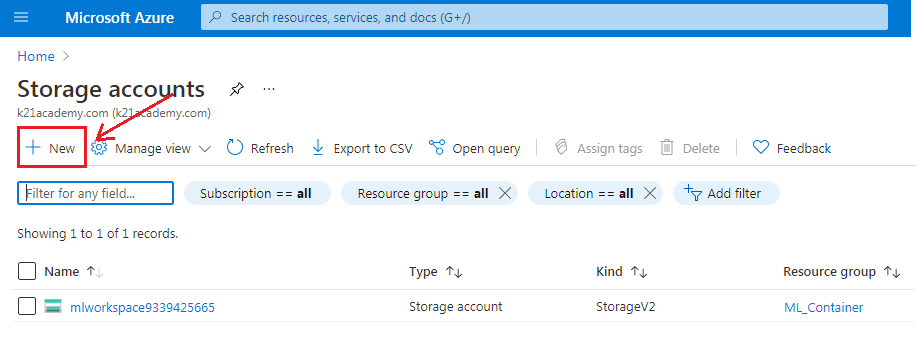 Microsoft Azure Search resources, services, and docs (G+/)
Home
Storage accounts ...
k21academy.com (k21academy.com)
New Manage view Refresh Export to CSV Open query Assign tags Delete Feedback
Filter for any field... Subscription == all Resource group == all Location == all Add filter
Showing 1 to 1 of 1 records.
Name Type Kind Resource group
mlworkspace9339425665 Storage account StorageV2 ML_Container